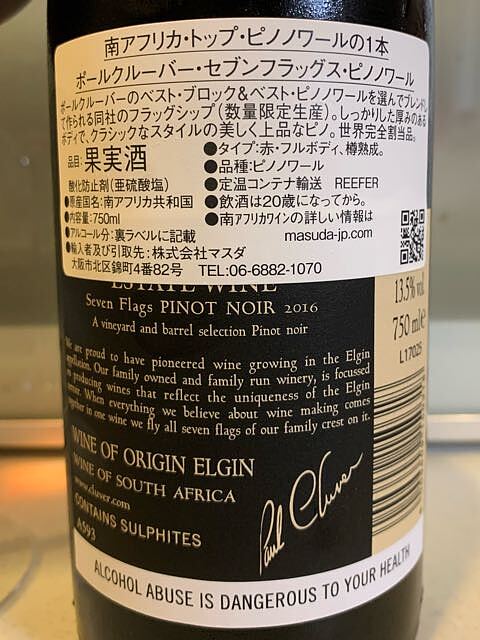 南アフリカ・トップ・ピノノワールの1本
ポールクルーバー・セブンフラッグス・ピノノワール
ポールクルーバーのベスト・ブロック&ベスト・ピノノワールを選んでブレンドし
て作られる同社のフラッグシップ(数量限定生産)。しっかりした厚みのある
ボディで、クラシックなスタイルの美しく上品なピノ。世界完全割当品。
品目:果実酒
酸化防止剤(亜硫酸塩)
●原産国名:南アフリカ共和国
●内容量:750ml
●アルコール分:裏ラベルに記載
●輸入者及び引取先:株式会社マスダ
大阪市北区錦町4番82号 TEL:06-6882-1070
●タイプ:赤・フルボディ、樽熟成。
●品種:ピノノワール
●定温コンテナ輸送 REEFER
●飲酒は20歳になってから。
●南アフリカワインの詳しい情報は
masuda-jp.com
ESTATE WINE
Seven Flags PINOT NOIR 2016
A vineyard and barrel selection Pinot noir
We are proud to have pioneered wine growing in the Elgin
appellation. Our family owned and family run winery, is focussed
on producing wines that reflect the uniqueness of the Elgin
When everything we believe about wine making comes
together in one wine we fly all seven flags of our family crest on it.
WINE OF ORIGIN ELGIN
WINE OF SOUTH AFRICA
www.cluver.com
CONTAINS SULPHITES
A593
Paul Cluver
13.5% vol
750 ml e
L17025
ALCOHOL ABUSE IS DANGEROUS TO YOUR HEALTH